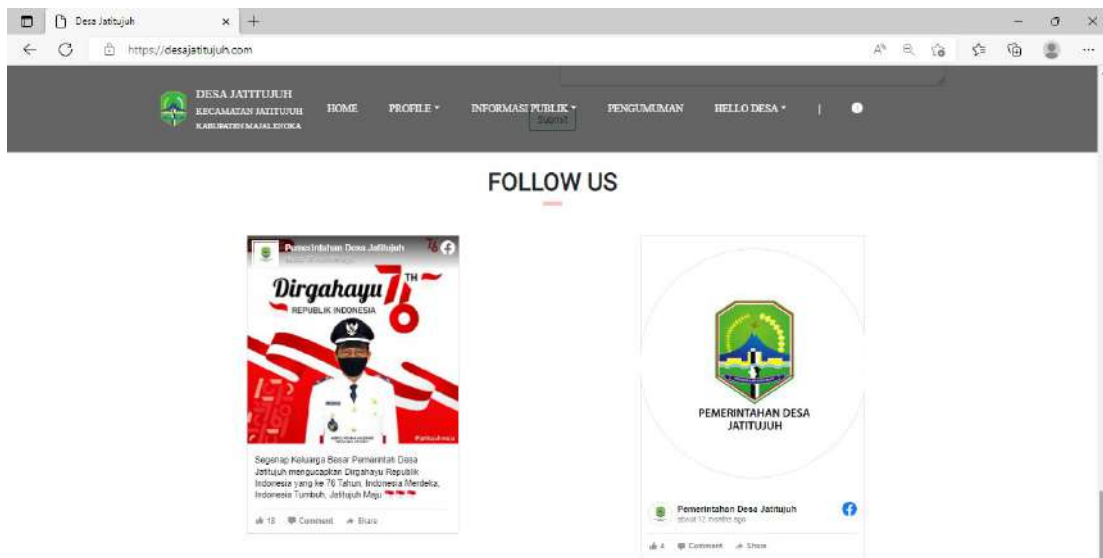 Desa Jatitujuh
https://desajatitujuh.com
DESA JATITUJUH
KECAMATAN JATITUJUH
KABUPATEN MAJALENGKA
HOME PROFILE INFORMASI PUBLIK PENGUMUMAN HELLO DESA |
Submit
FOLLOW US
Pemerintahan Desa Jatitujuh
76
Dirgahayu 76 TH
REPUBLIK INDONESIA
Segenap Keluarga Besar Pemerintah Desa
Jatitujuh mengucapkan Dirgahayu Republik
Indonesia yang ke 76 Tahun, Indonesia Merdeka,
Indonesia Tumbuh, Jatitujuh Maju
18 Comment Share
PEMERINTAHAN DESA
JATITUJUH
Pemerintahan Desa Jatitujuh
about 12 months ago
4 Comment Share